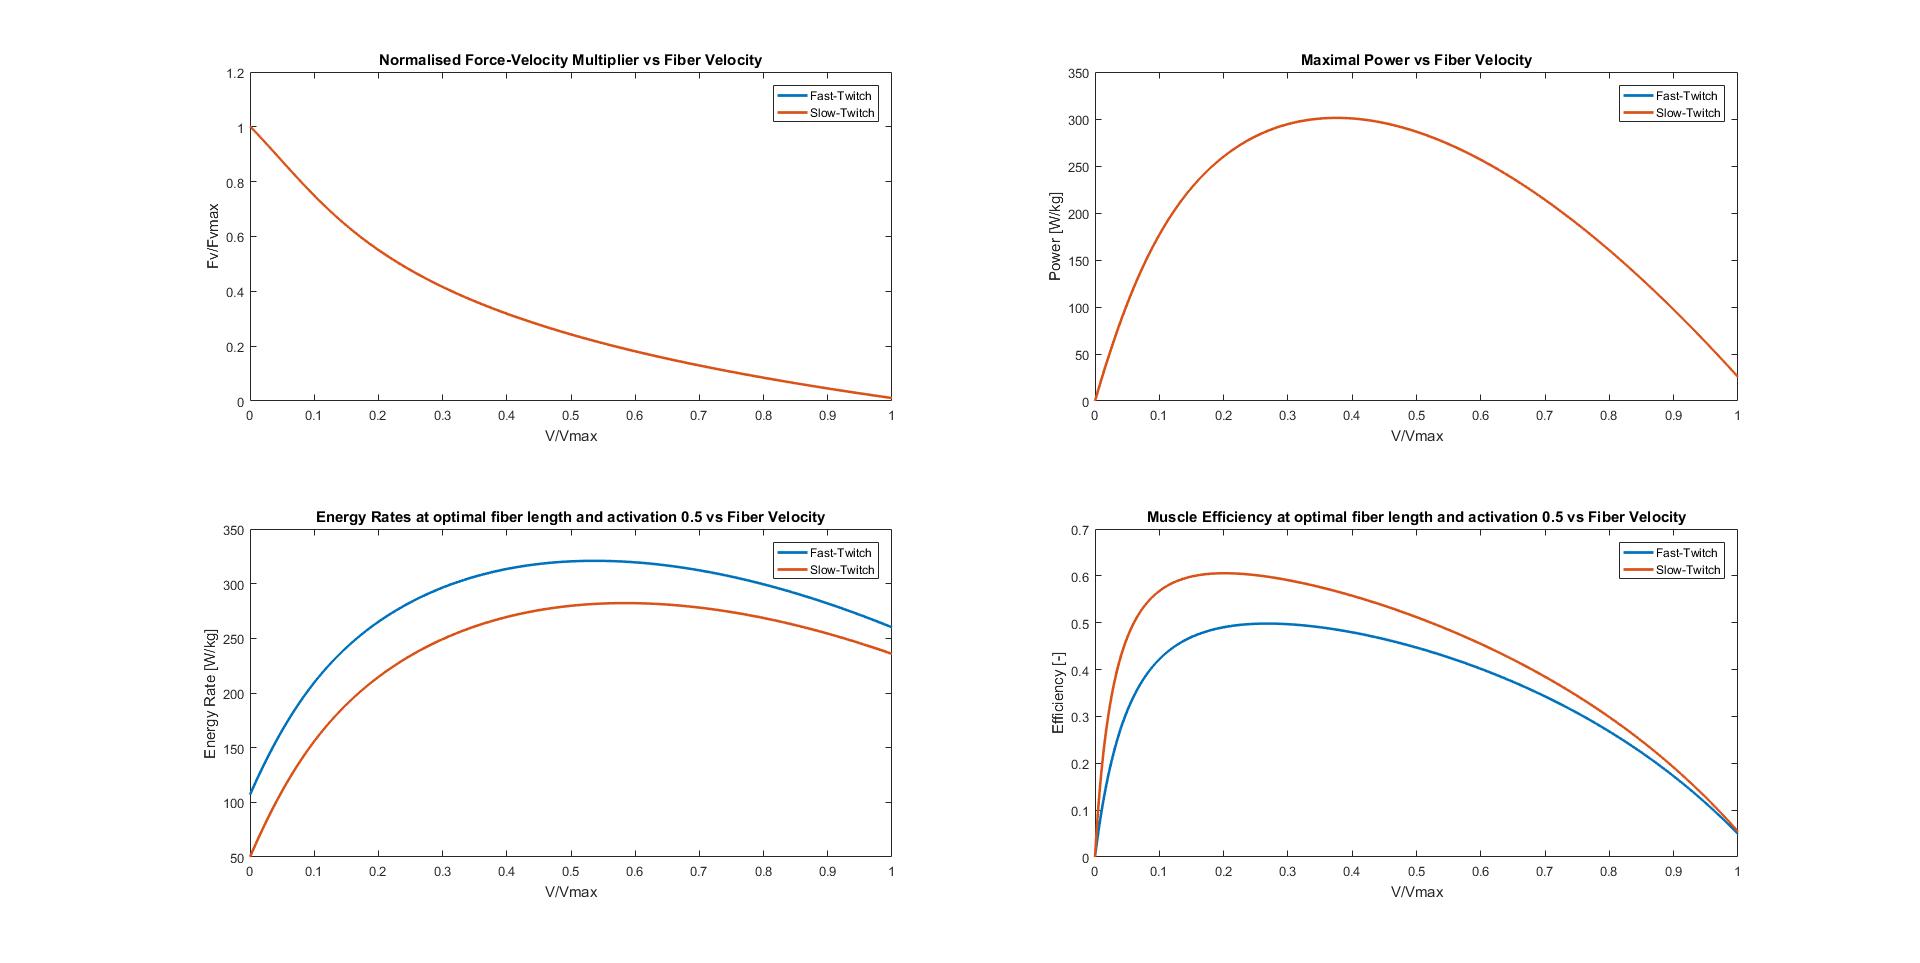 Normalised Force-Velocity Multiplier vs Fiber Velocity
1.2
1
0.8
0.6
0.4
0.2
0
Fv/Fvmax
Fast-Twitch
Slow-Twitch
0 0.1 0.2 0.3 0.4 0.5 0.6 0.7 0.8 0.9 1
V/Vmax
Maximal Power vs Fiber Velocity
350
300
250
200
150
100
50
0
Power [W/kg]
Fast-Twitch
Slow-Twitch
0 0.1 0.2 0.3 0.4 0.5 0.6 0.7 0.8 0.9 1
V/Vmax
Energy Rates at optimal fiber length and activation 0.5 vs Fiber Velocity
350
300
250
200
150
100
50
Energy Rate [W/kg]
Fast-Twitch
Slow-Twitch
0 0.1 0.2 0.3 0.4 0.5 0.6 0.7 0.8 0.9 1
V/Vmax
Muscle Efficiency at optimal fiber length and activation 0.5 vs Fiber Velocity
0.7
0.6
0.5
0.4
0.3
0.2
0.1
0
Efficiency [-]
Fast-Twitch
Slow-Twitch
0 0.1 0.2 0.3 0.4 0.5 0.6 0.7 0.8 0.9 1
V/Vmax